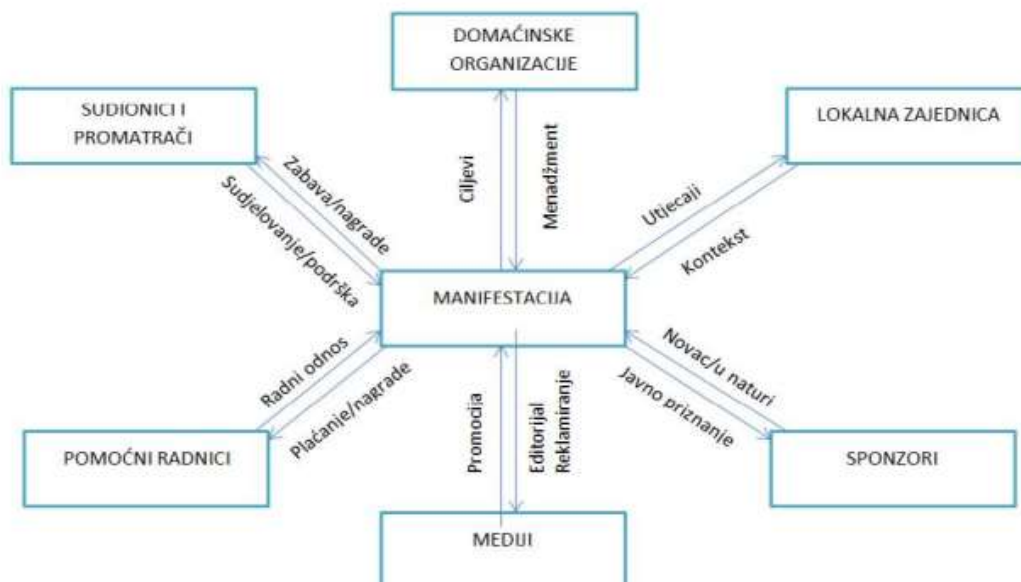 DOMAĆINSKE
ORGANIZACIJE
SUDIONICI I
PROMATRAČI
LOKALNA ZAJEDNICA
Zabava/nagrade
Sudjelovanje/podrška
Ciljevi
Menadžment
Utjecaji
Kontekst
MANIFESTACIJA
Radni odnos
Plaćanje/nagrade
Promocija
Editorijal
Reklamiranje
Novac/u naturi
Javno priznanje
POMOĆNI RADNICI
SPONZORI
MEDIJI